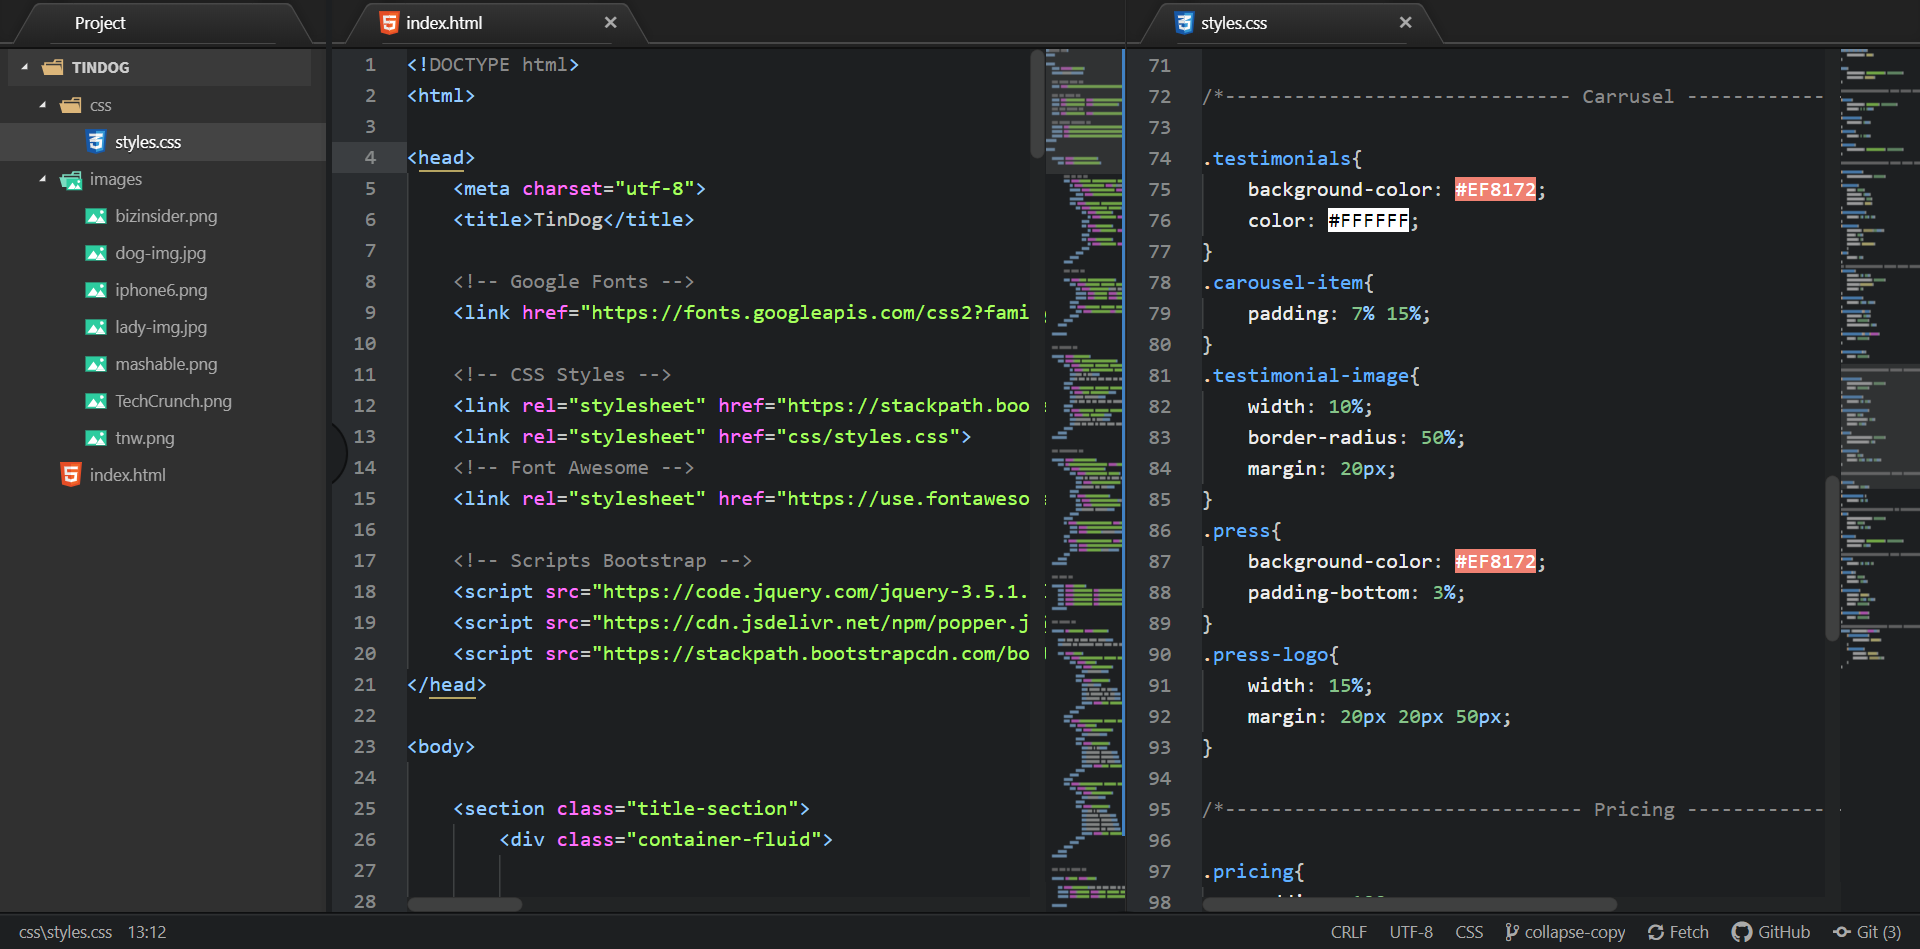 Project
TINDOG
css
styles.css
images
bizinsider.png
dog-img.jpg
iphone6.png
lady-img.jpg
mashable.png
TechCrunch.png
tnw.png
index.html
index.html
1 <!DOCTYPE html>
2 <html>
3
4 <head>
5 <meta charset="utf-8">
6 <title>TinDog</title>
7
8 <!-- Google Fonts -->
9 <link href="https://fonts.googleapis.com/css2?fami
10
11 <!-- CSS Styles -->
12 <link rel="stylesheet" href="https://stackpath.boo
13 <link rel="stylesheet" href="css/styles.css">
14 <!-- Font Awesome -->
15 <link rel="stylesheet" href="https://use.fontaweso
16
17 <!-- Scripts Bootstrap -->
18 <script src="https://code.jquery.com/jquery-3.5.1.
19 <script src="https://cdn.jsdelivr.net/npm/popper.j
20 <script src="https://stackpath.bootstrapcdn.com/bo
21 </head>
22
23 <body>
24
25 <section class="title-section">
26 <div class="container-fluid">
27
28
styles.css
71
72 /*------------------------------ Carrusel ------------
73
74 .testimonials{
75 background-color: #EF8172;
76 color: #FFFFFF;
77 }
78 .carousel-item{
79 padding: 7% 15%;
80 }
81 .testimonial-image{
82 width: 10%;
83 border-radius: 50%;
84 margin: 20px;
85 }
86 .press{
87 background-color: #EF8172;
88 padding-bottom: 3%;
89 }
90 .press-logo{
91 width: 15%;
92 margin: 20px 20px 50px;
93 }
94
95 /*------------------------------- Pricing ------------
96
97 .pricing{
98
css\styles.css 13:12
CRLF UTF-8 CSS collapse-copy Fetch GitHub Git (3)